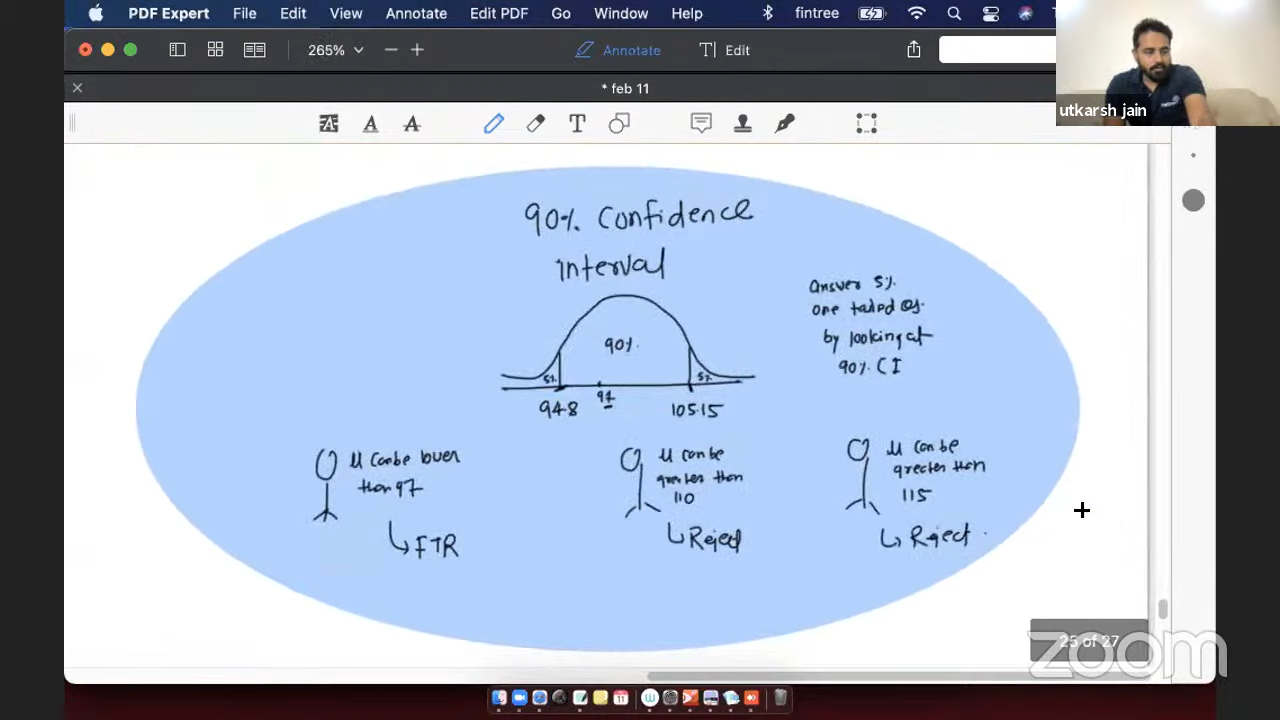 PDF Expert File Edit View Annotate Edit PDF Go Window Help fintree
265% Annotate T| Edit
utkarsh jain
* feb 11
90% Confidence
interval
Answer 5%
one tailed Qs.
by looking at
90% CI
90%
5% 5%
97
94.8 105.15
μ can be lower
than 97
↳ FTR
μ can be
greater than
110
↳ Reject
μ can be
greater than
115
↳ Reject
25 of 27
zoom